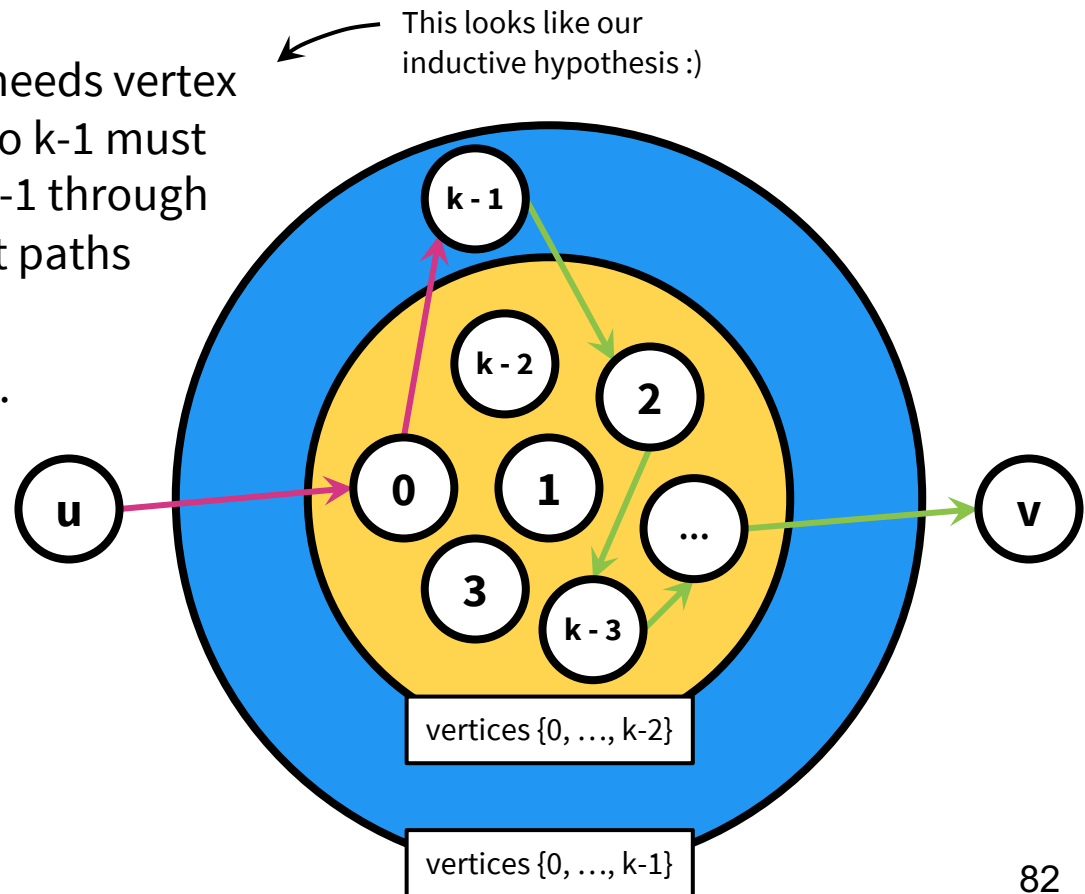 This looks like our
inductive hypothesis :)
needs vertex
o k-1 must
-1 through
t paths
.
k - 1
k - 2
2
0
1
...
u
v
3
k - 3
vertices {0, …, k-2}
vertices {0, …, k-1}
82